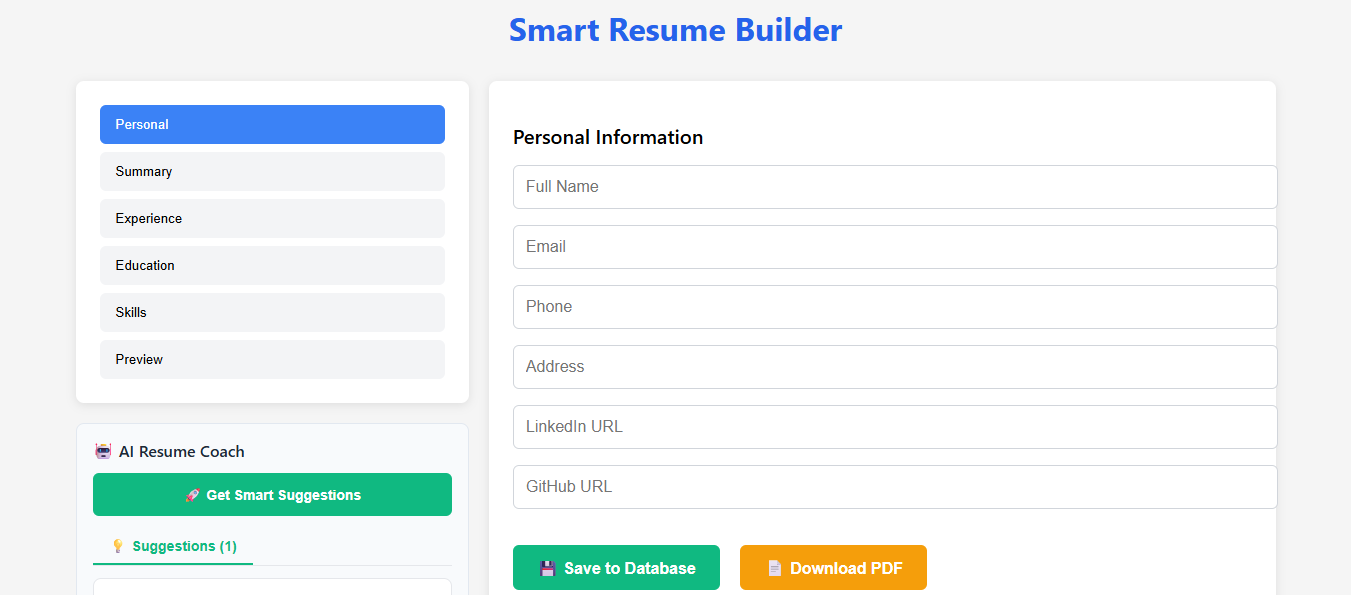 Smart Resume Builder
Personal
Summary
Experience
Education
Skills
Preview
🤖 AI Resume Coach
🚀 Get Smart Suggestions
💡 Suggestions (1)
Personal Information
Full Name
Email
Phone
Address
LinkedIn URL
GitHub URL
💾 Save to Database
📄 Download PDF